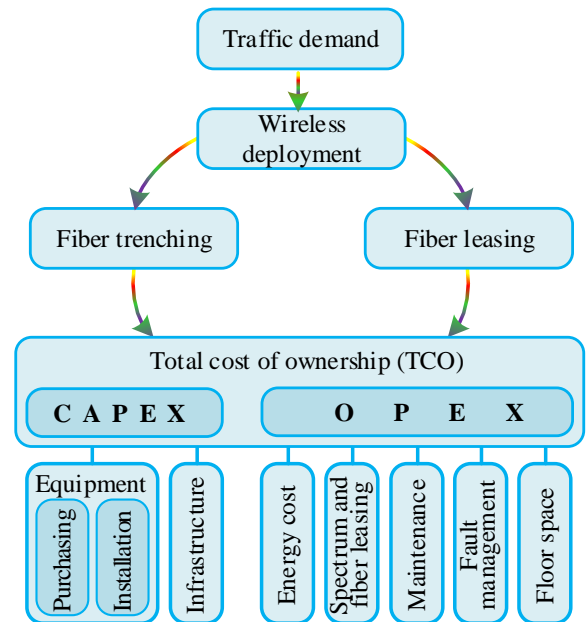 Traffic demand
Wireless
deployment
Fiber trenching
Fiber leasing
Total cost of ownership (TCO)
C A P E X
O P E X
Equipment
Purchasing
Installation
Infrastructure
Energy cost
Spectrum and
fiber leasing
Maintenance
Fault
management
Floor space